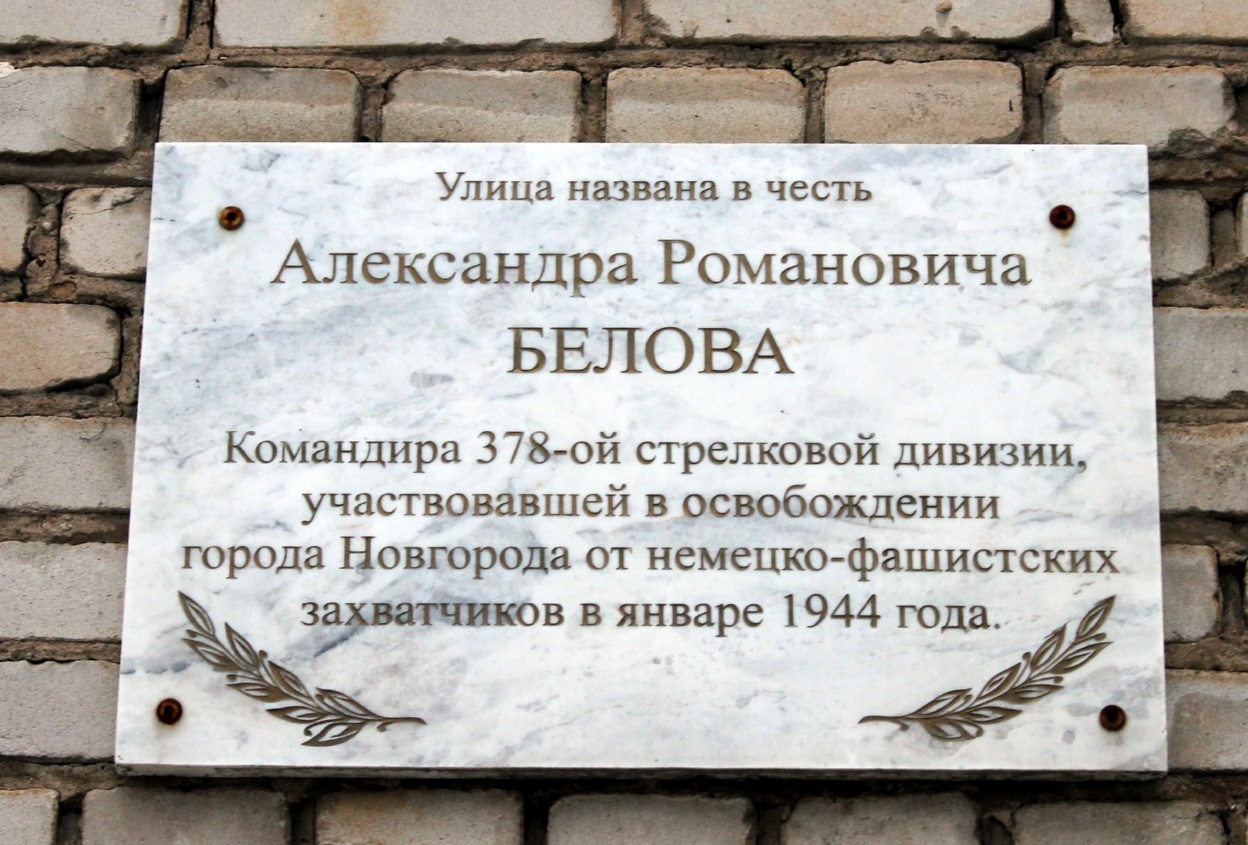 Улица названа в честь
Александра Романовича
БЕЛОВА
Командира 378-ой стрелковой дивизии,
участвовавшей в освобождении
города Новгорода от немецко-фашистских
захватчиков в январе 1944 года.